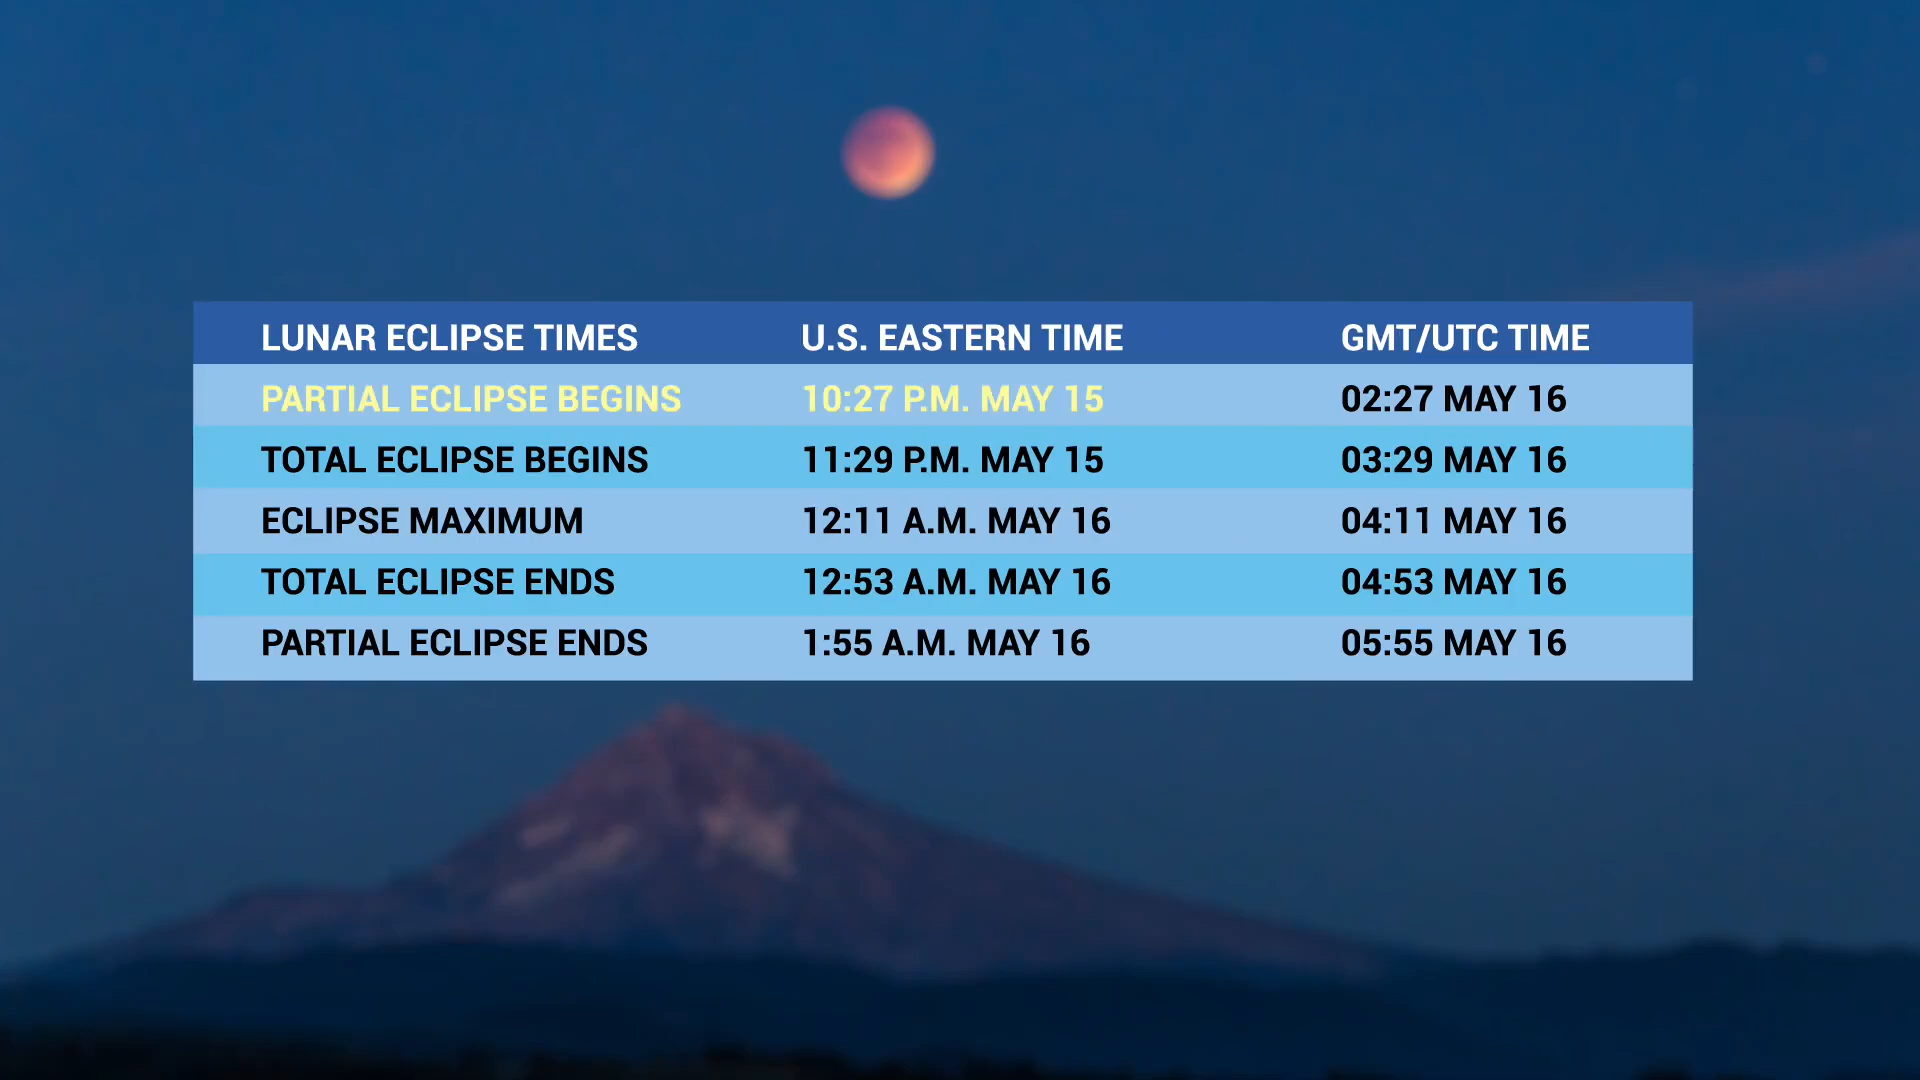 LUNAR ECLIPSE TIMES U.S. EASTERN TIME GMT/UTC TIME
PARTIAL ECLIPSE BEGINS 10:27 P.M. MAY 15 02:27 MAY 16
TOTAL ECLIPSE BEGINS 11:29 P.M. MAY 15 03:29 MAY 16
ECLIPSE MAXIMUM 12:11 A.M. MAY 16 04:11 MAY 16
TOTAL ECLIPSE ENDS 12:53 A.M. MAY 16 04:53 MAY 16
PARTIAL ECLIPSE ENDS 1:55 A.M. MAY 16 05:55 MAY 16